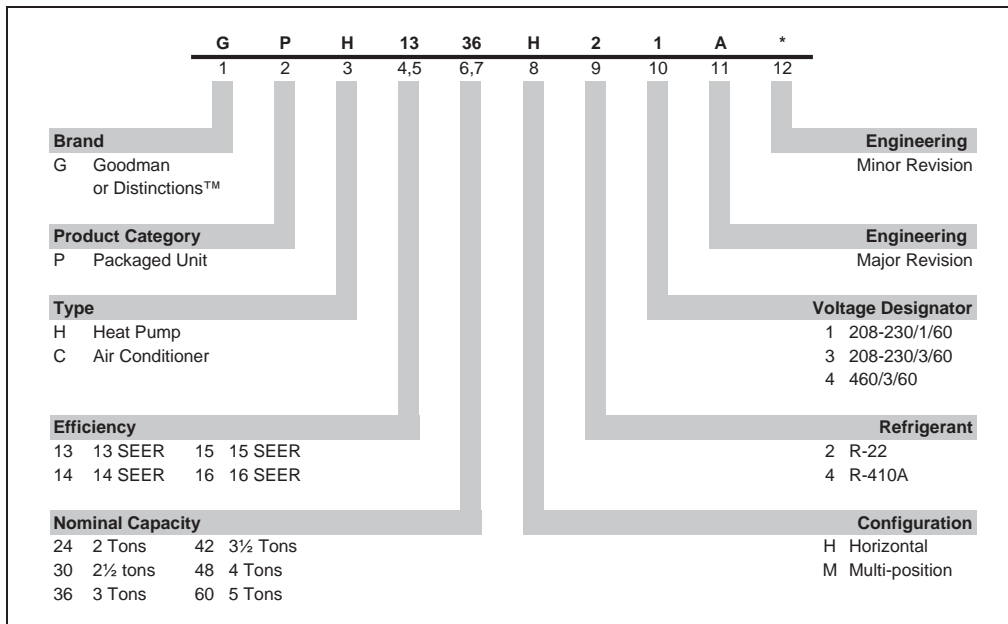 G P H 13 36 H 2 1 A *
1 2 3 4,5 6,7 8 9 10 11 12
Brand
G Goodman
or Distinctions™
Product Category
P Packaged Unit
Type
H Heat Pump
C Air Conditioner
Efficiency
13 13 SEER 15 15 SEER
14 14 SEER 16 16 SEER
Nominal Capacity
24 2 Tons 42 3½ Tons
30 2½ tons 48 4 Tons
36 3 Tons 60 5 Tons
Engineering
Minor Revision
Engineering
Major Revision
Voltage Designator
1 208-230/1/60
3 208-230/3/60
4 460/3/60
Refrigerant
2 R-22
4 R-410A
Configuration
H Horizontal
M Multi-position